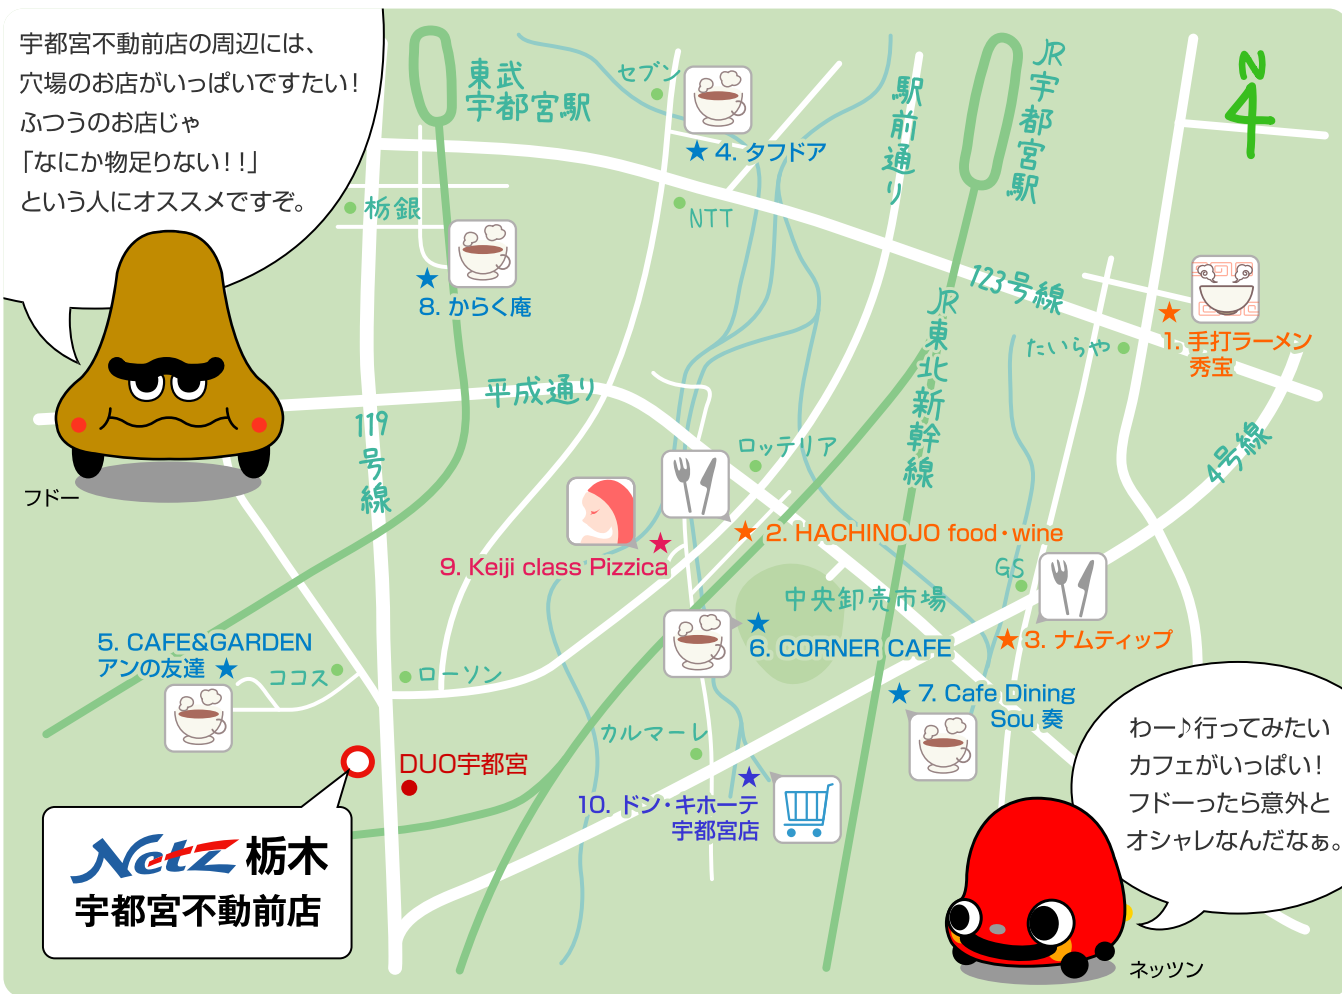 宇都宮不動前店の周辺には、
穴場のお店がいっぱいですたい！
ふつうのお店じゃ
「なにか物足りない！！」
という人にオススメですぞ。
フドー
東武
宇都宮駅
セブン
4. タフドア
駅前通り
JR宇都宮駅
N
栃銀
NTT
8. からく庵
123号線
JR東北新幹線
たいらや
1. 手打ラーメン
秀宝
平成通り
119号線
ロッテリア
4号線
2. HACHINOJO food・wine
9. Keiji class Pizzica
GS
中央卸売市場
3. ナムティップ
5. CAFE&GARDEN
アンの友達
ココス
ローソン
6. CORNER CAFE
7. Cafe Dining
Sou 奏
カルマーレ
DUO宇都宮
10. ドン・キホーテ
宇都宮店
Netz 栃木
宇都宮不動前店
わー♪行ってみたい
カフェがいっぱい！
フドーったら意外と
オシャレなんだなぁ。
ネッツン